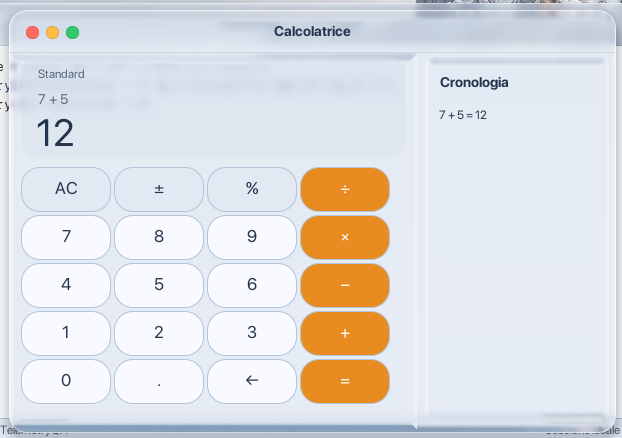 Calcolatrice
Standard
7 + 5
12
Cronologia
7 + 5 = 12
AC ± % ÷
7 8 9 ×
4 5 6 −
1 2 3 +
0 . ← =